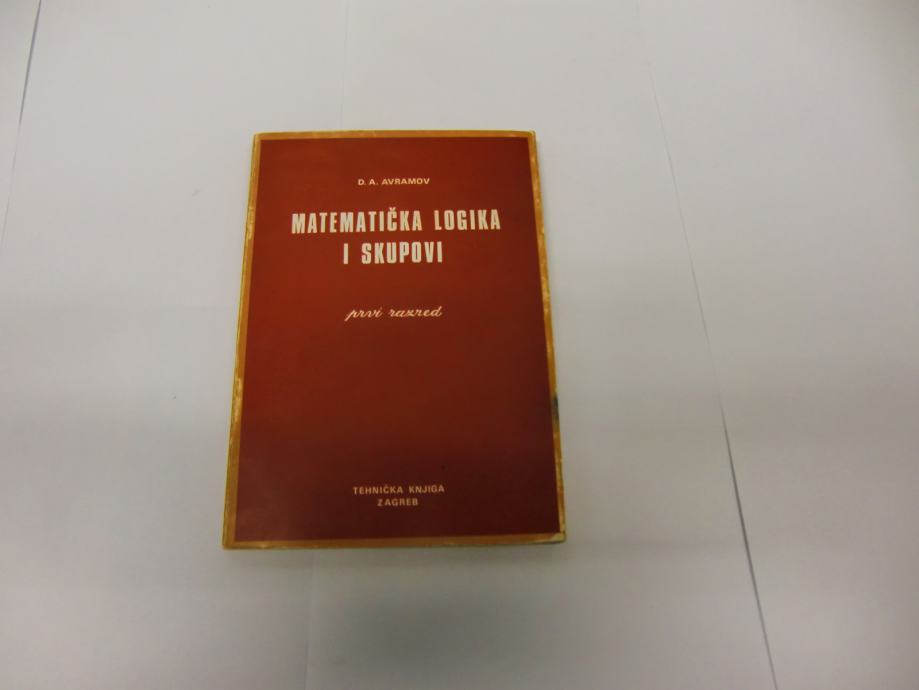 D. A. AVRAMOV
MATEMATIČKA LOGIKA
I SKUPOVI
prvi razred
TEHNIČKA KNJIGA
ZAGREB